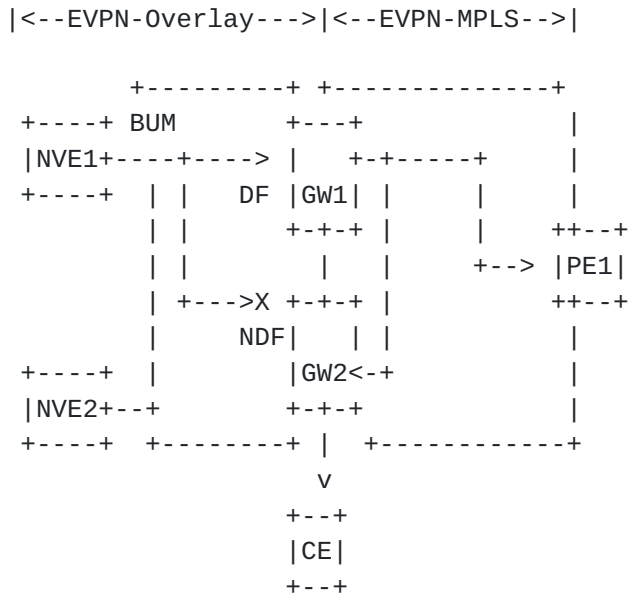 |<--EVPN-Overlay--->|<--EVPN-MPLS-->|

        +---------+ +--------------+
 +----+ BUM       +---+            |
 |NVE1+----+----> |   +-+-----+    |
 +----+  | |   DF |GW1| |     |    |
         | |      +-+-+ |     |   ++--+
         | |        |   |     +--> |PE1|
         | +--->X +-+-+ |         ++--+
         |     NDF|   | |          |
 +----+  |        |GW2<-+          |
 |NVE2+--+        +-+-+            |
 +----+  +--------+ |  +------------+
                    v
                  +--+
                  |CE|
                  +--+